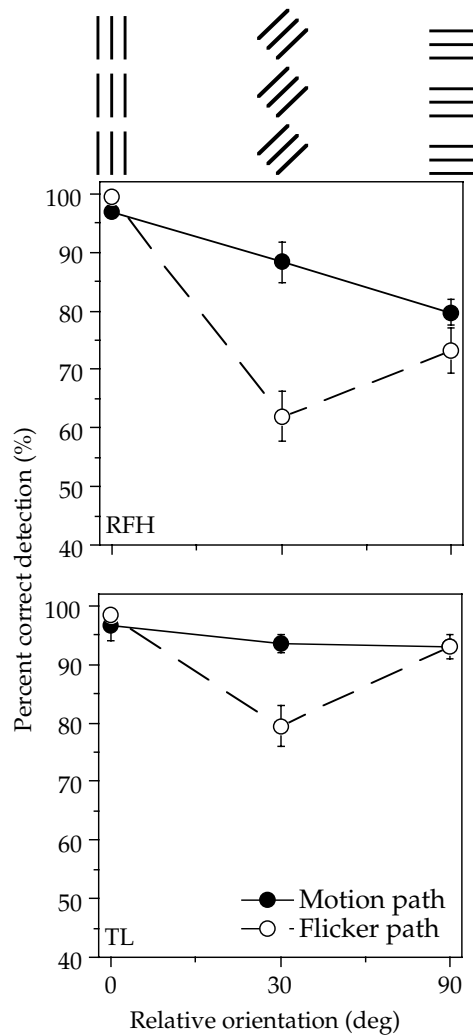 100
90
80
70
60
50
40
RFH
100
90
80
70
60
50
40
TL
Motion path
Flicker path
0
30
90
Relative orientation (deg)
Percent correct detection (%)